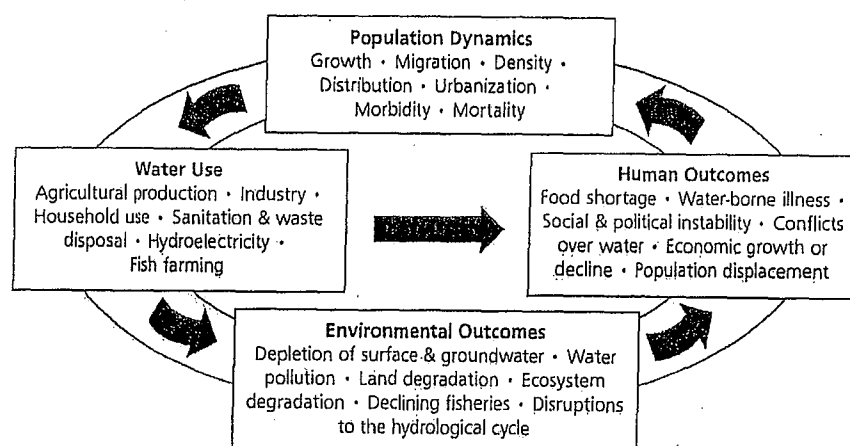 Population Dynamics
Growth · Migration · Density ·
Distribution · Urbanization ·
Morbidity · Mortality
Water Use
Agricultural production · Industry ·
Household use · Sanitation & waste
disposal · Hydroelectricity ·
Fish farming
Human Outcomes
Food shortage · Water-borne illness ·
Social & political instability · Conflicts
over water · Economic growth or
decline · Population displacement
Environmental Outcomes
Depletion of surface & groundwater · Water
pollution · Land degradation · Ecosystem
degradation · Declining fisheries · Disruptions
to the hydrological cycle